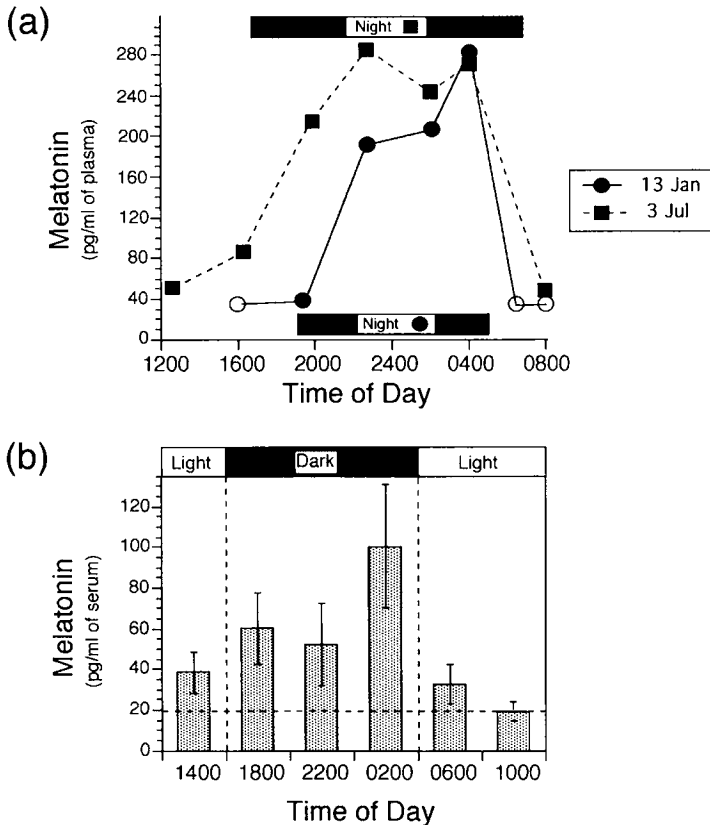 (a)
Night
280
240
200
160
120
80
40
0
Melatonin
(pg/ml of plasma)
Night
1200 1600 2000 2400 0400 0800
Time of Day
13 Jan
3 Jul
(b)
Light Dark Light
120
100
80
60
40
20
0
Melatonin
(pg/ml of serum)
1400 1800 2200 0200 0600 1000
Time of Day